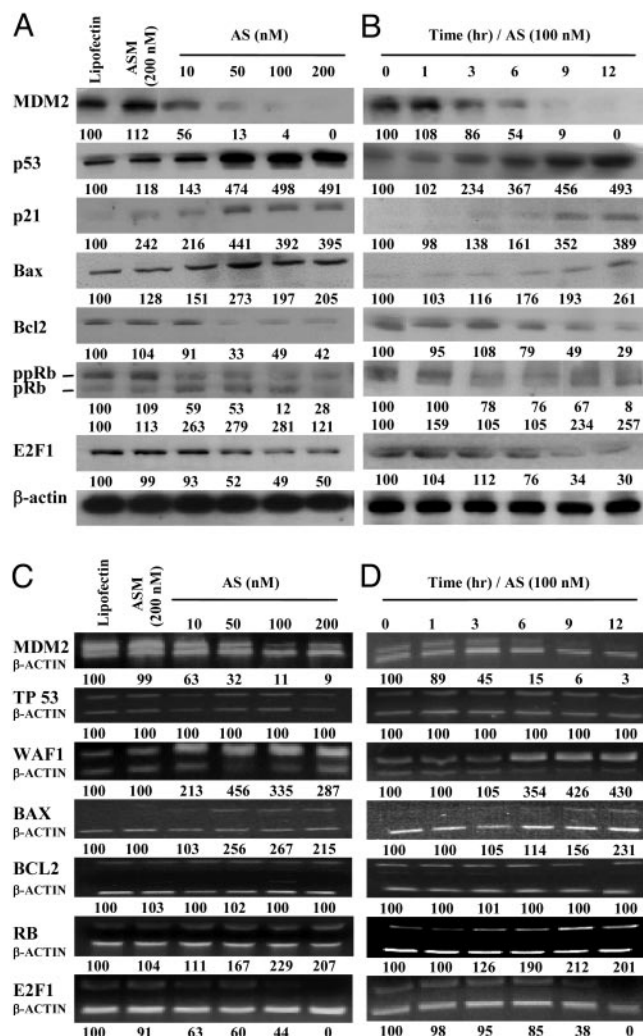 A
Lipofectin
ASM (200 nM)
AS (nM)
10 50 100 200
MDM2
100 112 56 13 4 0
p53
100 118 143 474 498 491
p21
100 242 216 441 392 395
Bax
100 128 151 273 197 205
Bcl2
100 104 91 33 49 42
ppRb
pRb
100 109 59 53 12 28
100 113 263 279 281 121
E2F1
100 99 93 52 49 50
β-actin
B
Time (hr) / AS (100 nM)
0 1 3 6 9 12
100 108 86 54 9 0
100 102 234 367 456 493
100 98 138 161 352 389
100 103 116 176 193 261
100 95 108 79 49 29
100 100 78 76 67 8
100 159 105 105 234 257
100 104 112 76 34 30
C
Lipofectin
ASM (200 nM)
AS (nM)
10 50 100 200
MDM2
β-ACTIN
100 99 63 32 11 9
TP 53
β-ACTIN
100 100 100 100 100 100
WAF1
β-ACTIN
100 100 213 456 335 287
BAX
β-ACTIN
100 100 103 256 267 215
BCL2
β-ACTIN
100 103 100 102 100 100
RB
β-ACTIN
100 104 111 167 229 207
E2F1
β-ACTIN
100 91 63 60 44 0
D
Time (hr) / AS (100 nM)
0 1 3 6 9 12
100 89 45 15 6 3
100 100 100 100 100 100
100 100 105 354 426 430
100 100 105 114 156 231
100 100 101 100 100 100
100 100 126 190 212 201
100 98 95 85 38 0